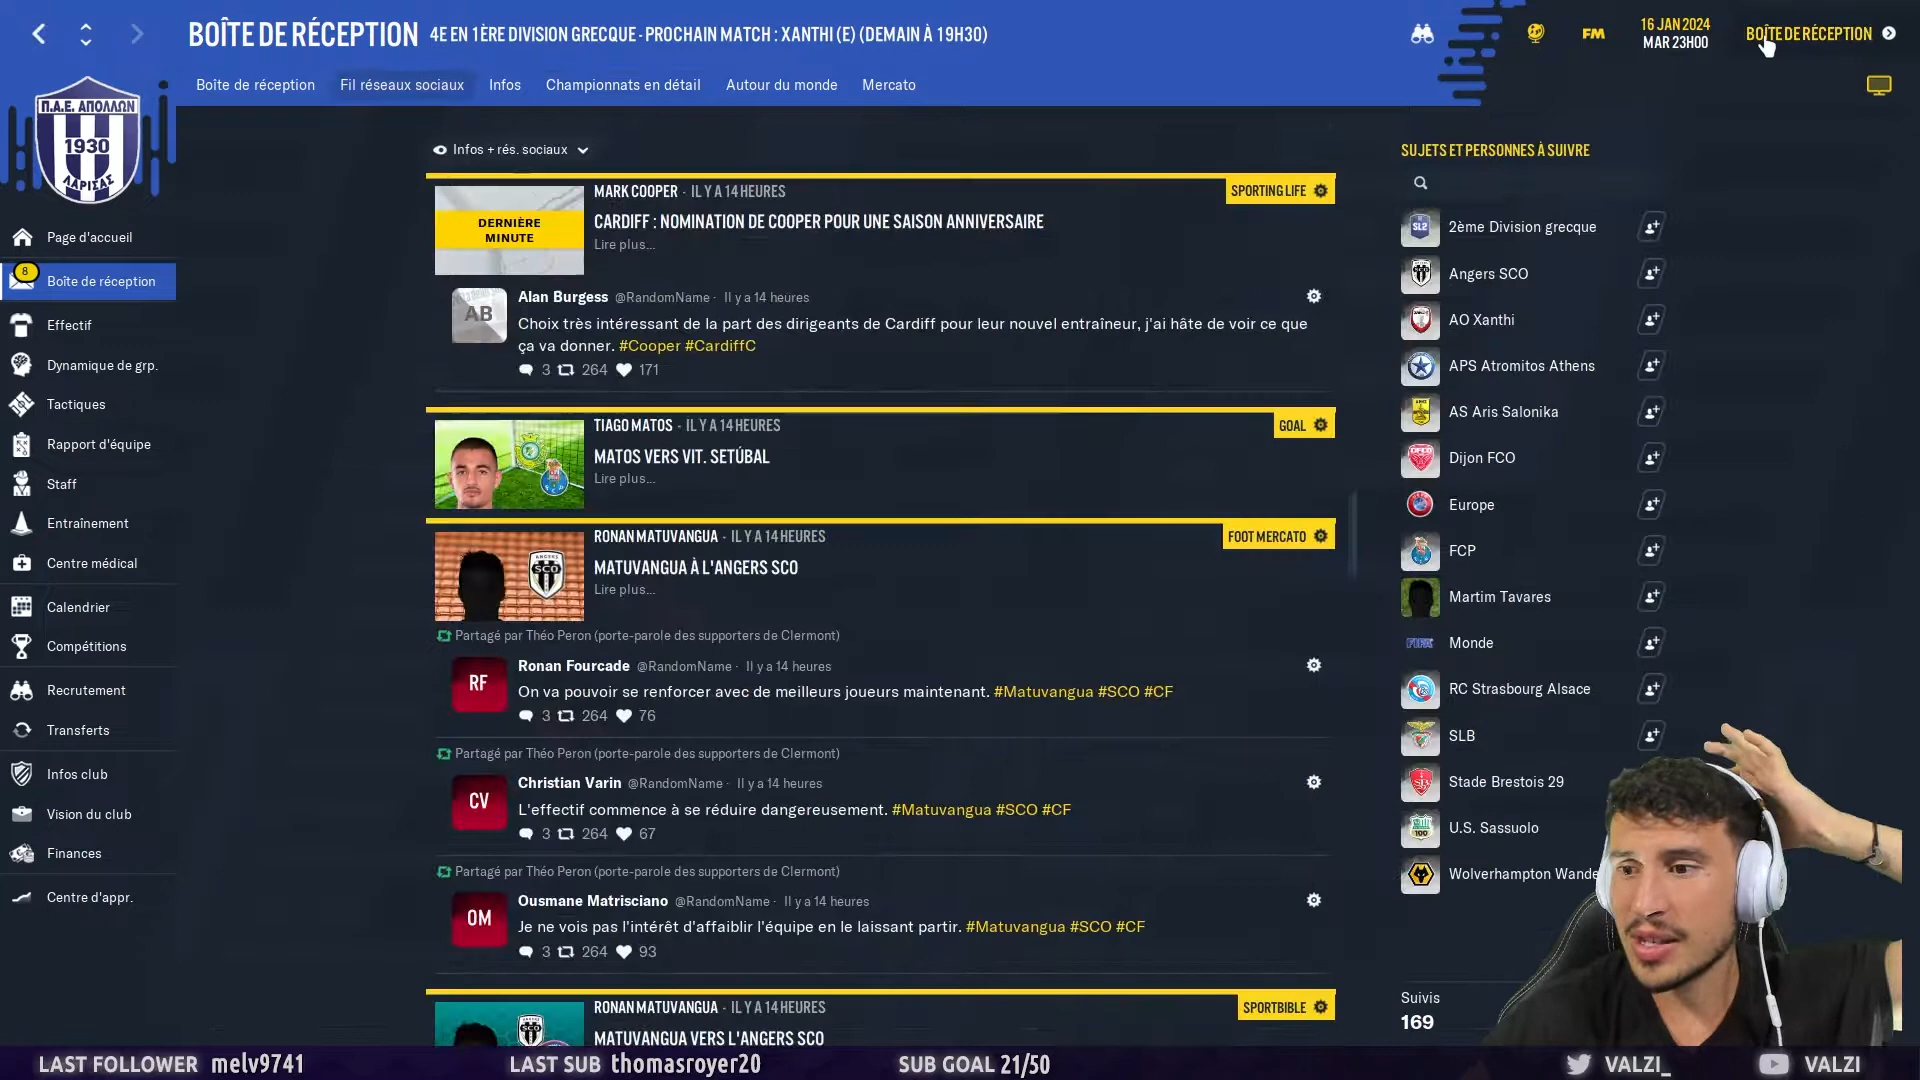 BOÎTE DE RÉCEPTION
4E EN 1ÈRE DIVISION GRECQUE - PROCHAIN MATCH : XANTHI (E) (DEMAIN À 19H30)
FM
16 JAN 2024
MAR 23H00
BOÎTE DE RÉCEPTION
Boîte de réception
Fil réseaux sociaux
Infos
Championnats en détail
Autour du monde
Mercato
Π.Α.Ε. ΑΠΟΛΛΩΝ
1930
ΛΑΡΙΣΑΣ
Page d'accueil
8
Boîte de réception
Effectif
Dynamique de grp.
Tactiques
Rapport d'équipe
Staff
Entraînement
Centre médical
Calendrier
Compétitions
Recrutement
Transferts
Infos club
Vision du club
Finances
Centre d'appr.
Infos + rés. sociaux
DERNIÈRE
MINUTE
MARK COOPER - IL Y A 14 HEURES
SPORTING LIFE
CARDIFF : NOMINATION DE COOPER POUR UNE SAISON ANNIVERSAIRE
Lire plus...
AB
Alan Burgess @RandomName · Il y a 14 heures
Choix très intéressant de la part des dirigeants de Cardiff pour leur nouvel entraîneur, j'ai hâte de voir ce que
ça va donner. #Cooper #CardiffC
3 264 171
TIAGO MATOS - IL Y A 14 HEURES
GOAL
MATOS VERS VIT. SETÚBAL
Lire plus...
RONAN MATUVANGUA - IL Y A 14 HEURES
FOOT MERCATO
MATUVANGUA À L'ANGERS SCO
Lire plus...
Partagé par Théo Peron (porte-parole des supporters de Clermont)
RF
Ronan Fourcade @RandomName · Il y a 14 heures
On va pouvoir se renforcer avec de meilleurs joueurs maintenant. #Matuvangua #SCO #CF
3 264 76
Partagé par Théo Peron (porte-parole des supporters de Clermont)
CV
Christian Varin @RandomName · Il y a 14 heures
L'effectif commence à se réduire dangereusement. #Matuvangua #SCO #CF
3 264 67
Partagé par Théo Peron (porte-parole des supporters de Clermont)
OM
Ousmane Matrisciano @RandomName · Il y a 14 heures
Je ne vois pas l'intérêt d'affaiblir l'équipe en le laissant partir. #Matuvangua #SCO #CF
3 264 93
RONAN MATUVANGUA - IL Y A 14 HEURES
SPORTBIBLE
MATUVANGUA VERS L'ANGERS SCO
SUJETS ET PERSONNES À SUIVRE
SL2
2ème Division grecque
Angers SCO
AO Xanthi
APS Atromitos Athens
AS Aris Salonika
Dijon FCO
Europe
FCP
Martim Tavares
FIFA
Monde
RC Strasbourg Alsace
SLB
Stade Brestois 29
U.S. Sassuolo
Wolverhampton Wande
Suivis
169
LAST FOLLOWER melv9741
LAST SUB thomasroyer20
SUB GOAL 21/50
VALZI_
VALZI